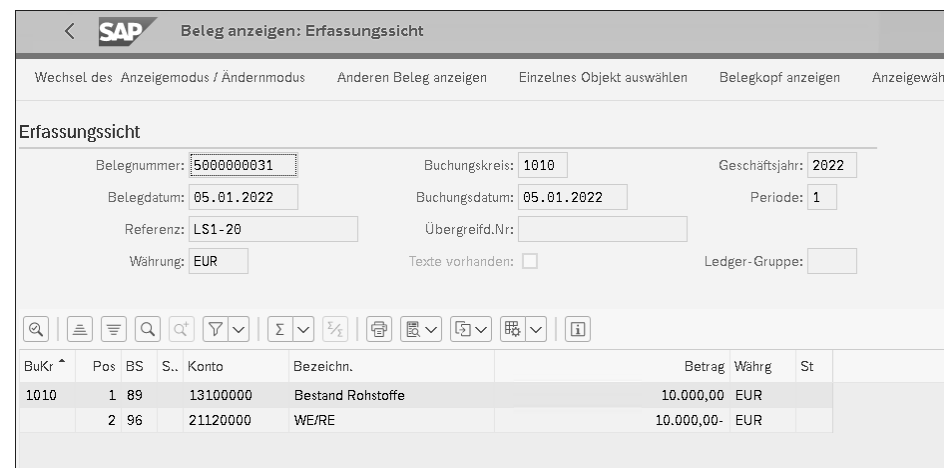 SAP Beleg anzeigen: Erfassungssicht
Wechsel des Anzeigemodus / Ändernmodus Anderen Beleg anzeigen Einzelnes Objekt auswählen Belegkopf anzeigen Anzeigewäh
Erfassungssicht
Belegnummer: 5000000031 Buchungskreis: 1010 Geschäftsjahr: 2022
Belegdatum: 05.01.2022 Buchungsdatum: 05.01.2022 Periode: 1
Referenz: LS1-20 Übergreifd.Nr:
Währung: EUR Texte vorhanden: Ledger-Gruppe:
BuKr Pos BS S.. Konto Bezeichn. Betrag Währg St
1010 1 89 13100000 Bestand Rohstoffe 10.000,00 EUR
2 96 21120000 WE/RE 10.000,00- EUR